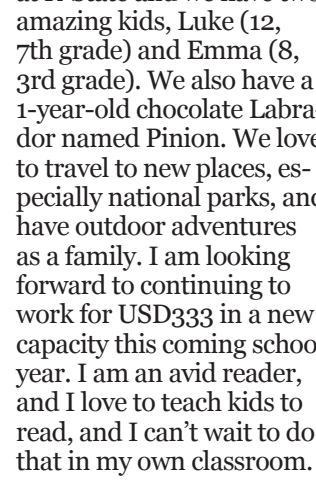 amazing kids, Luke (12,
7th grade) and Emma (8,
3rd grade). We also have a
1-year-old chocolate Labra-
dor named Pinion. We love
to travel to new places, es-
pecially national parks, and
have outdoor adventures
as a family. I am looking
forward to continuing to
work for USD333 in a new
capacity this coming schoo
year. I am an avid reader,
and I love to teach kids to
read, and I can't wait to do
that in my own classroom.